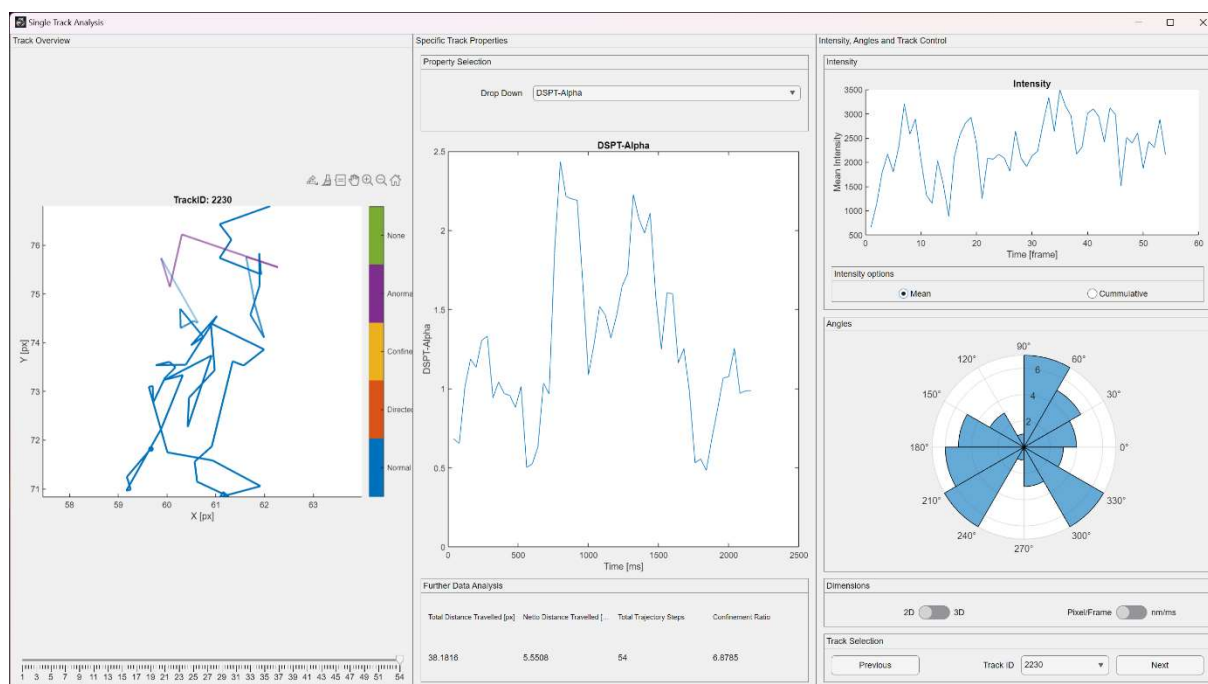 Single Track Analysis
Track Overview
TrackID: 2230
76
75
74
73
72
71
Y [px]
58 59 60 61 62 63
X [px]
None
Anorma
Confine
Directed
Normal
1 3 5 7 9 11 13 15 17 19 21 23 25 27 29 31 33 35 37 39 41 43 45 47 49 51 54
Specific Track Properties
Property Selection
Drop Down DSPT-Alpha
DSPT-Alpha
2.5
2
1.5
1
0.5
0
DSPT-Alpha
0 500 1000 1500 2000 2500
Time [ms]
Further Data Analysis
Total Distance Travelled [px] Netto Distance Travelled [... Total Trajectory Steps Confinement Ratio
38.1816 5.5508 54 6.8785
Intensity, Angles and Track Control
Intensity
Intensity
3500
3000
2500
2000
1500
1000
500
Mean Intensity
0 10 20 30 40 50 60
Time [frame]
Intensity options
Mean Cummulative
Angles
90°
120° 60°
150° 30°
180° 0°
210° 330°
240° 300°
270°
6
4
2
Dimensions
2D 3D Pixel/Frame nm/ms
Track Selection
Previous Track ID 2230 Next